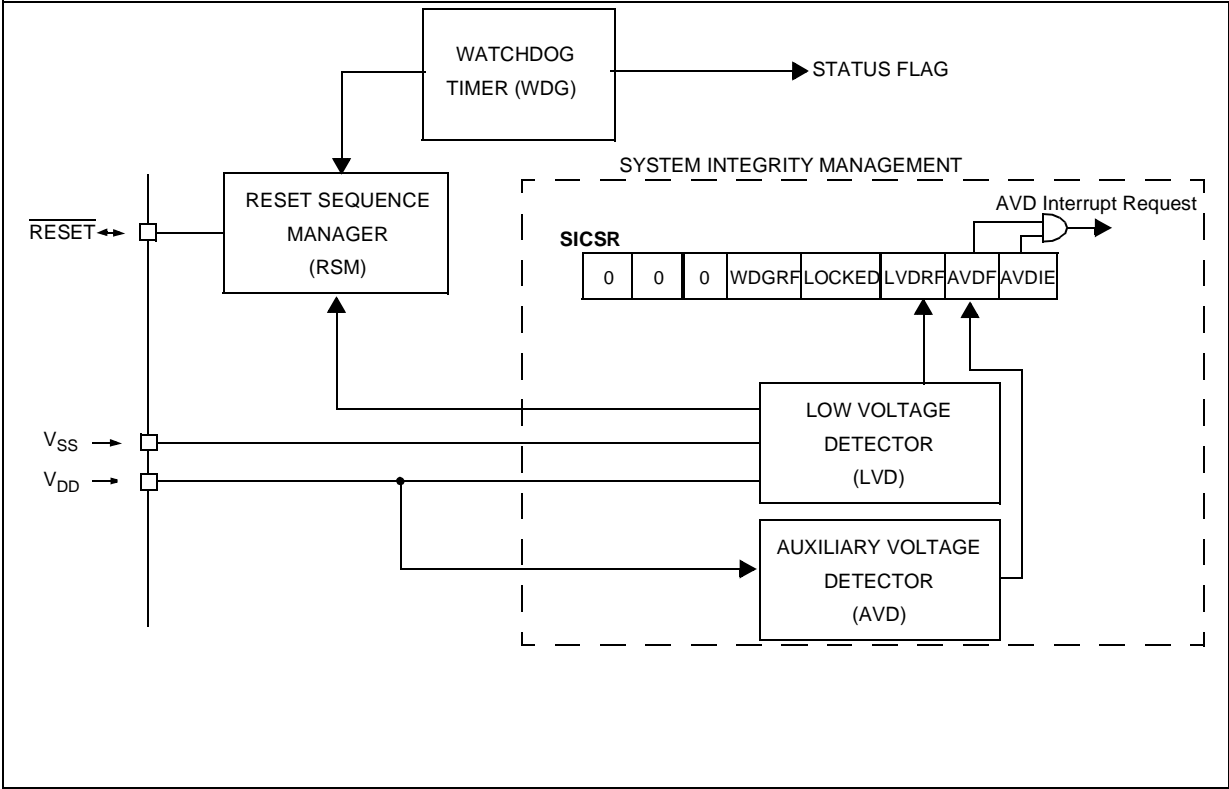 WATCHDOG
TIMER (WDG)
STATUS FLAG
SYSTEM INTEGRITY MANAGEMENT
RESET SEQUENCE
MANAGER
(RSM)
RESET
AVD Interrupt Request
SICSR
0 0 0 WDGRF LOCKED LVDRF AVDF AVDIE
LOW VOLTAGE
DETECTOR
(LVD)
VSS
VDD
AUXILIARY VOLTAGE
DETECTOR
(AVD)